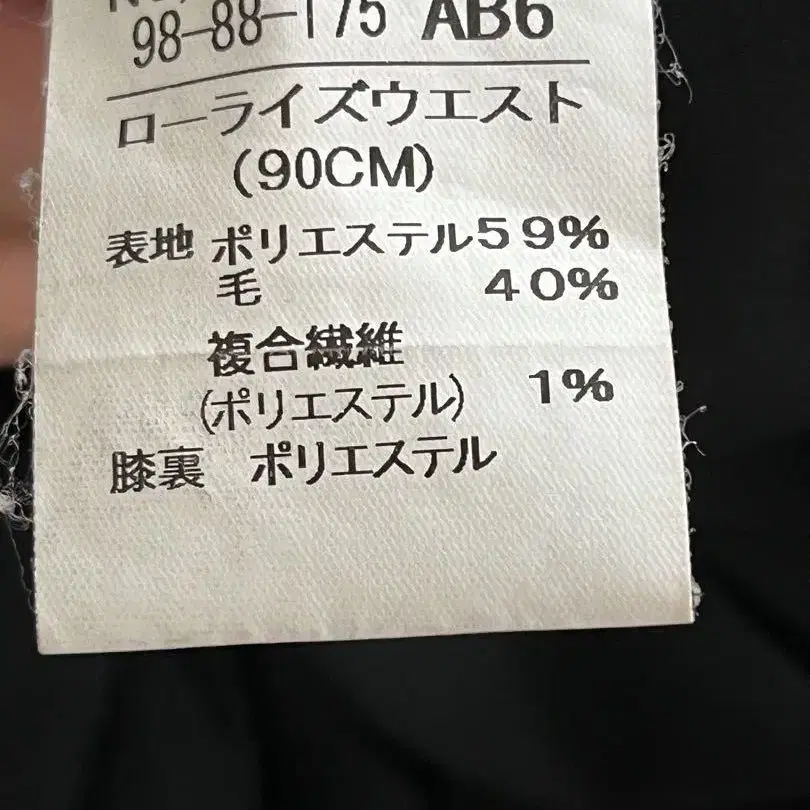 98-88-175 AB6
ローライズウエスト
(90CM)
表地 ポリエステル59%
毛 40%
複合繊維
(ポリエステル) 1%
膝裏 ポリエステル